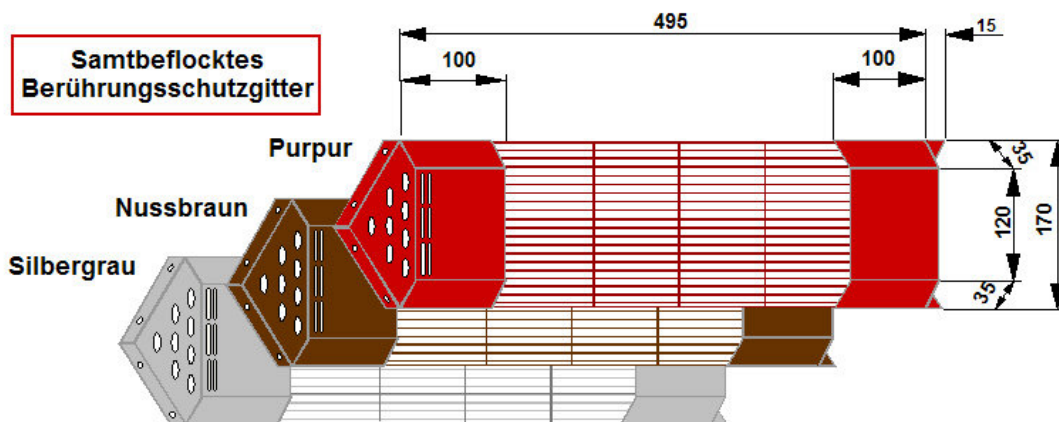 495
15
100
100
Samtbeflocktes
Berührungsschutzgitter
Purpur
35
Nussbraun
120
170
Silbergrau
35